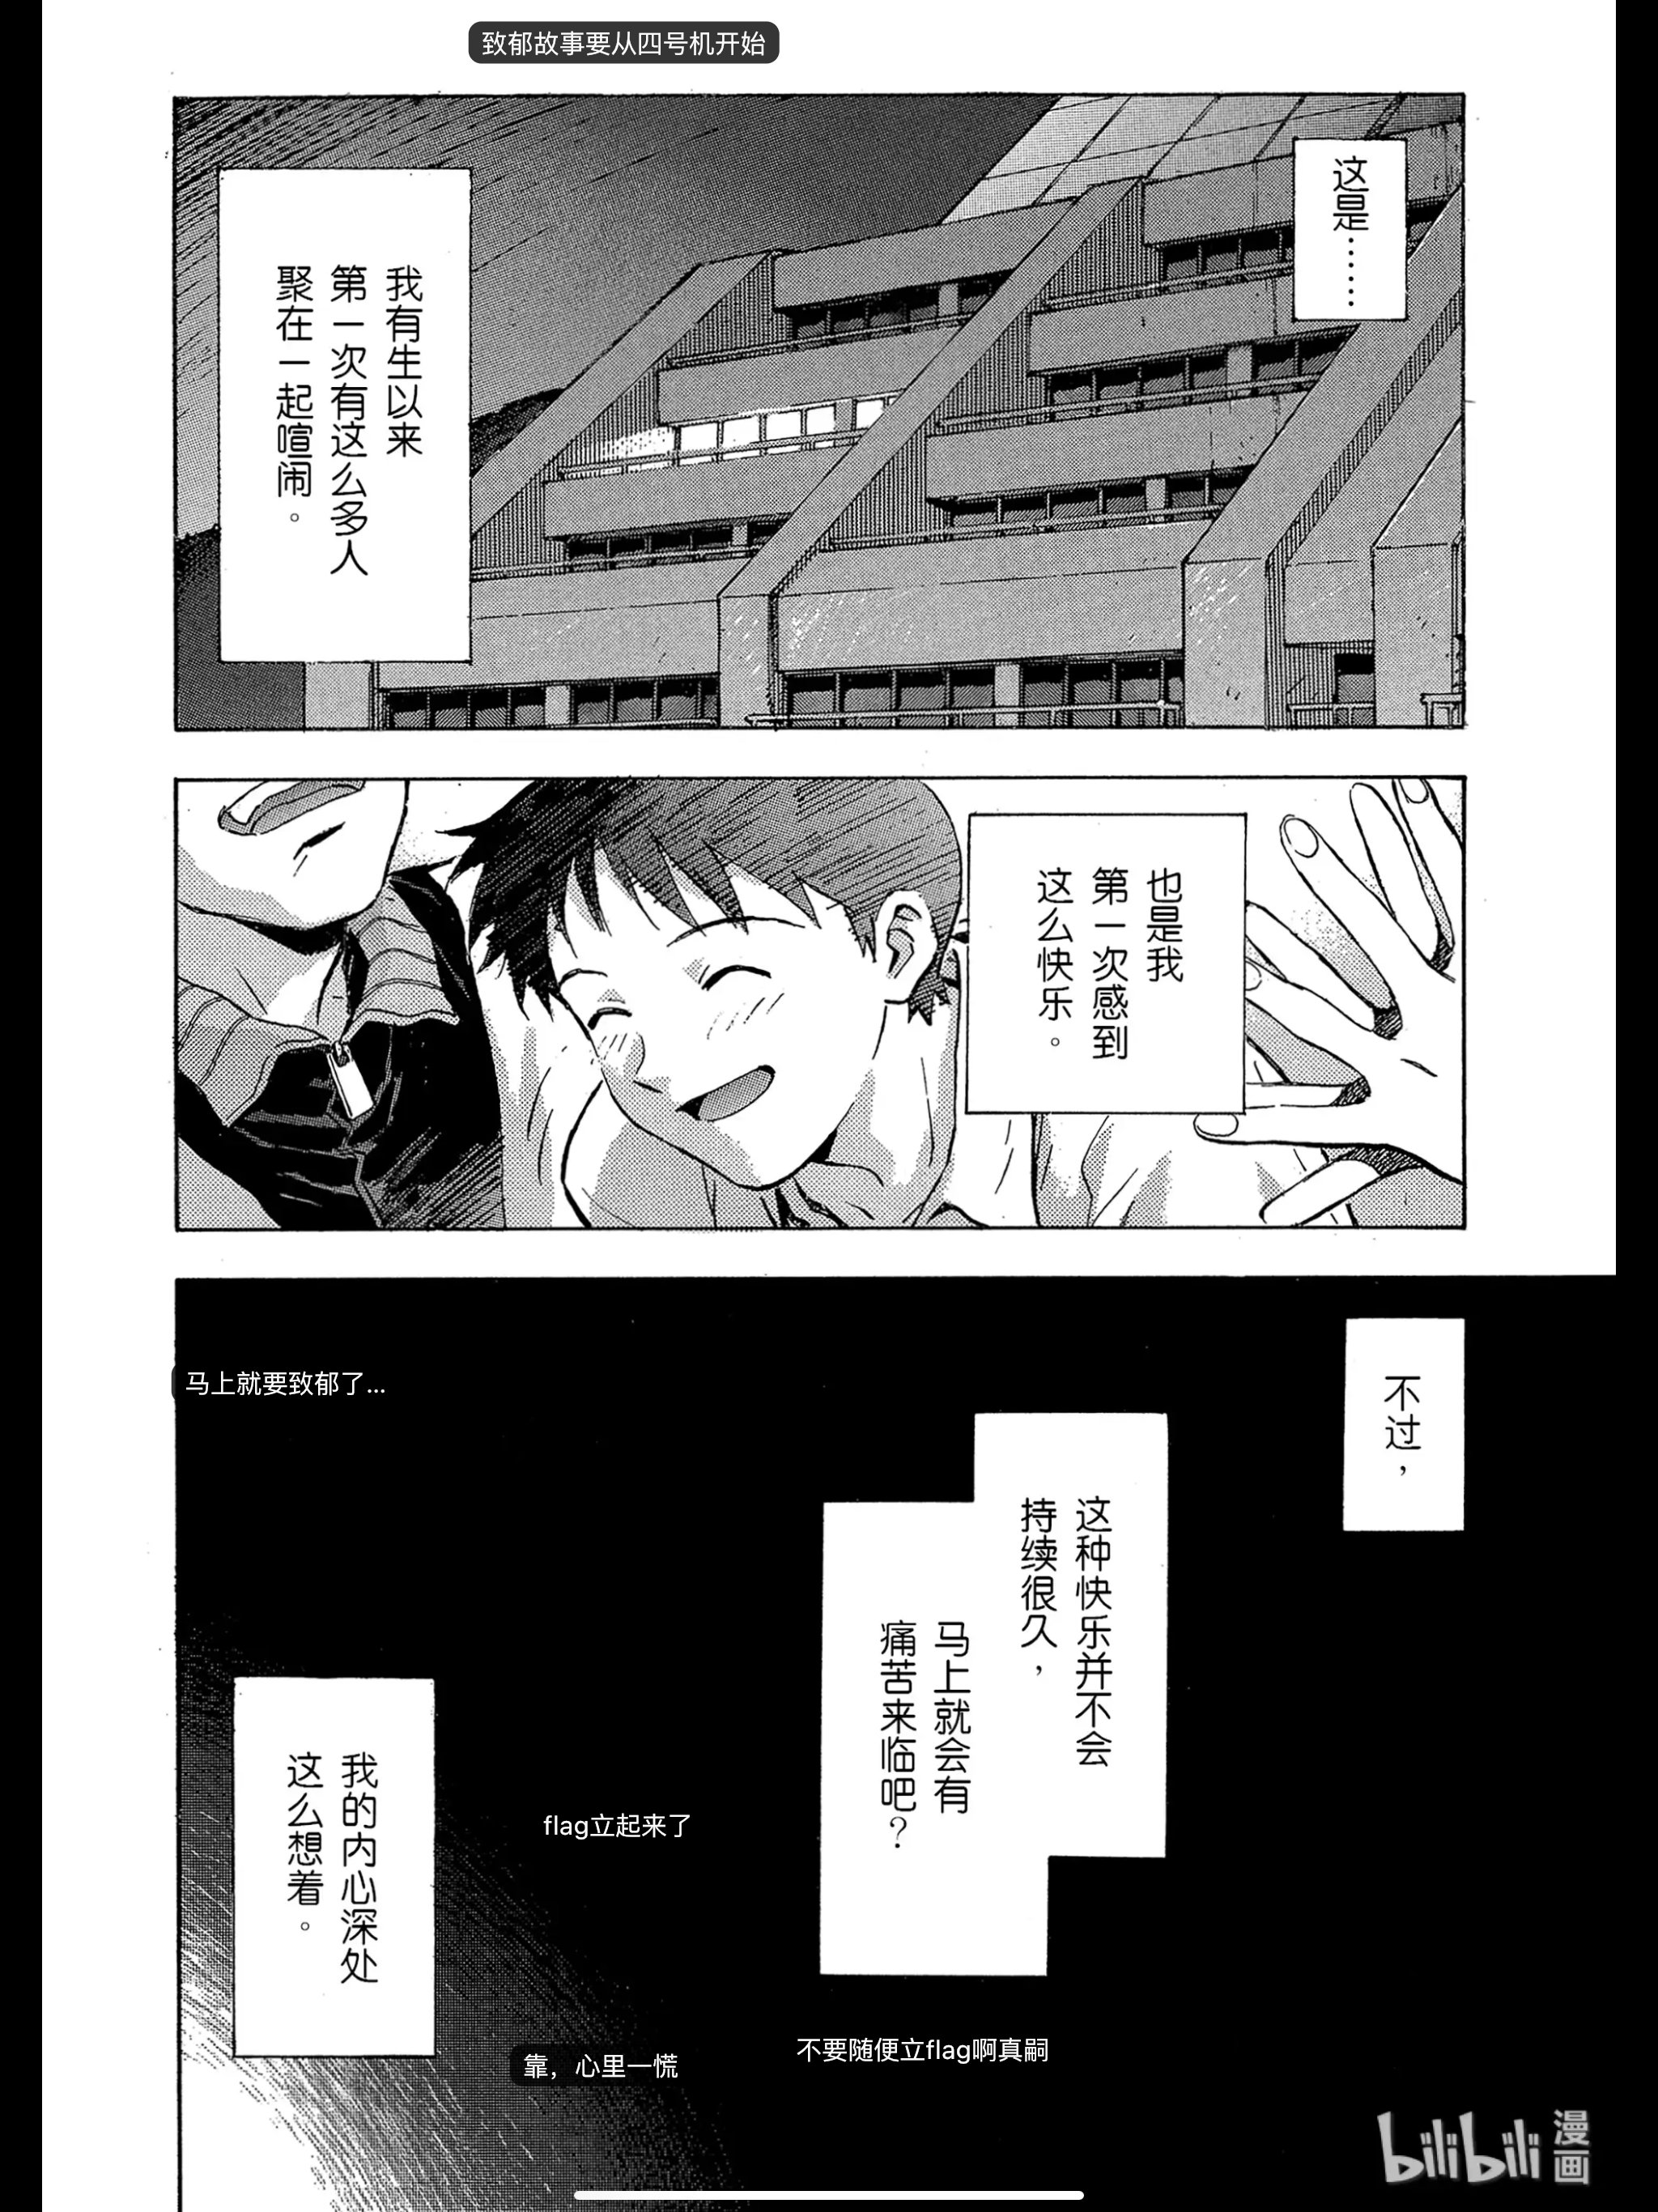 致郁故事要从四号机开始
这是……
我有生以来
第一次有这么多人
聚在一起喧闹。
也是我
第一次感到
这么快乐。
不过，
这种快乐并不会
持续很久，
马上就会有
痛苦来临吧？
我的内心深处
这么想着。
马上就要致郁了...
flag立起来了
不要随便立flag啊真嗣
靠，心里一慌
bilibili漫画